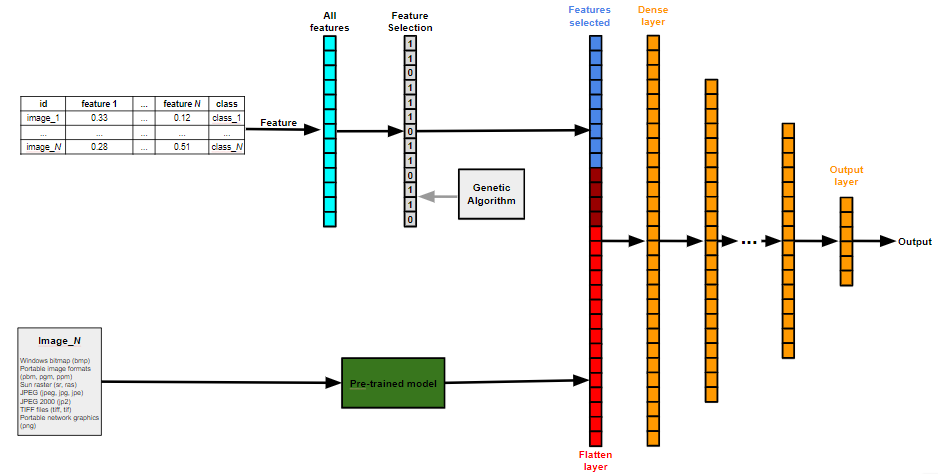 All
features
Feature
Selection
Features
selected
Dense
layer
1
1
0
1
1
1
0
1
1
0
1
1
0
id feature 1 ... feature N class
image_1 0.33 ... 0.12 class_1
... ... ... ...
image_N 0.28 ... 0.51 class_N
Feature
Genetic
Algorithm
Output
layer
...
Output
Image_N
Windows bitmap (bmp)
Portable image formats
(pbm, pgm, ppm)
Sun raster (sr, ras)
JPEG (jpeg, jpg, jpe)
JPEG 2000 (jp2)
TIFF files (tiff, tif)
Portable network graphics
(png)
Pre-trained model
Flatten
layer